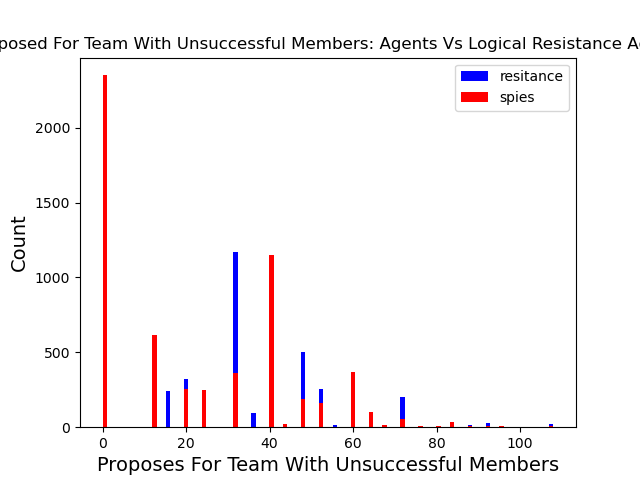 posed For Team With Unsuccessful Members: Agents Vs Logical Resistance A
resitance
spies
2000
1500
1000
500
0
Count
0 20 40 60 80 100
Proposes For Team With Unsuccessful Members